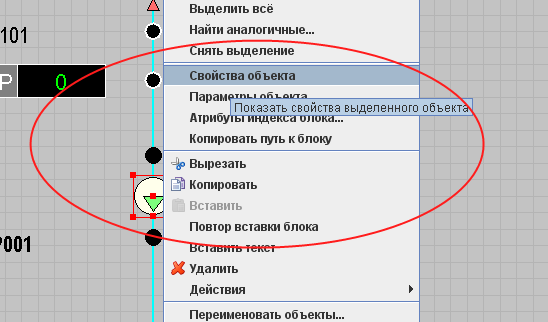 Выделить всё
101
Найти аналогичные...
Снять выделение
P 0
Свойства объекта
Параметры объекта
Показать свойства выделенного объекта
Атрибуты индекса блока...
Копировать путь к блоку
Вырезать
Копировать
Вставить
Повтор вставки блока
001
Вставить текст
Удалить
Действия
Переименовать объекты...